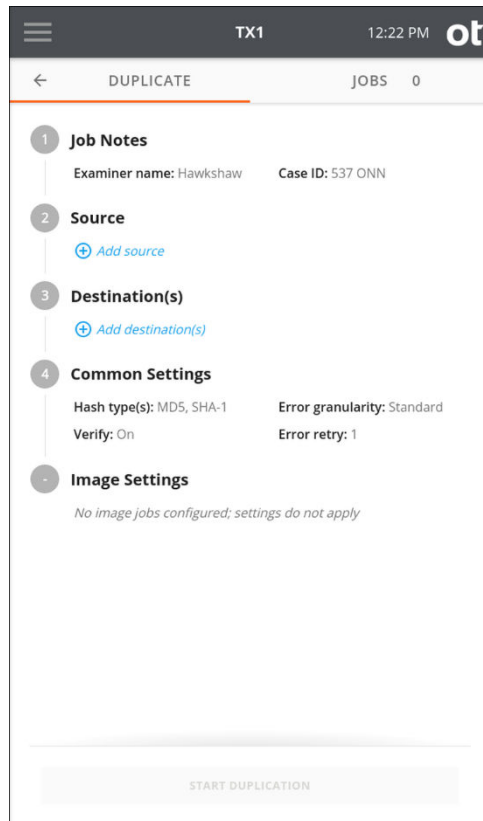 TX1 12:22 PM ot
← DUPLICATE JOBS 0
1 Job Notes
Examiner name: Hawkshaw Case ID: 537 ONN
2 Source
Add source
3 Destination(s)
Add destination(s)
4 Common Settings
Hash type(s): MD5, SHA-1 Error granularity: Standard
Verify: On Error retry: 1
- Image Settings
No image jobs configured; settings do not apply
START DUPLICATION